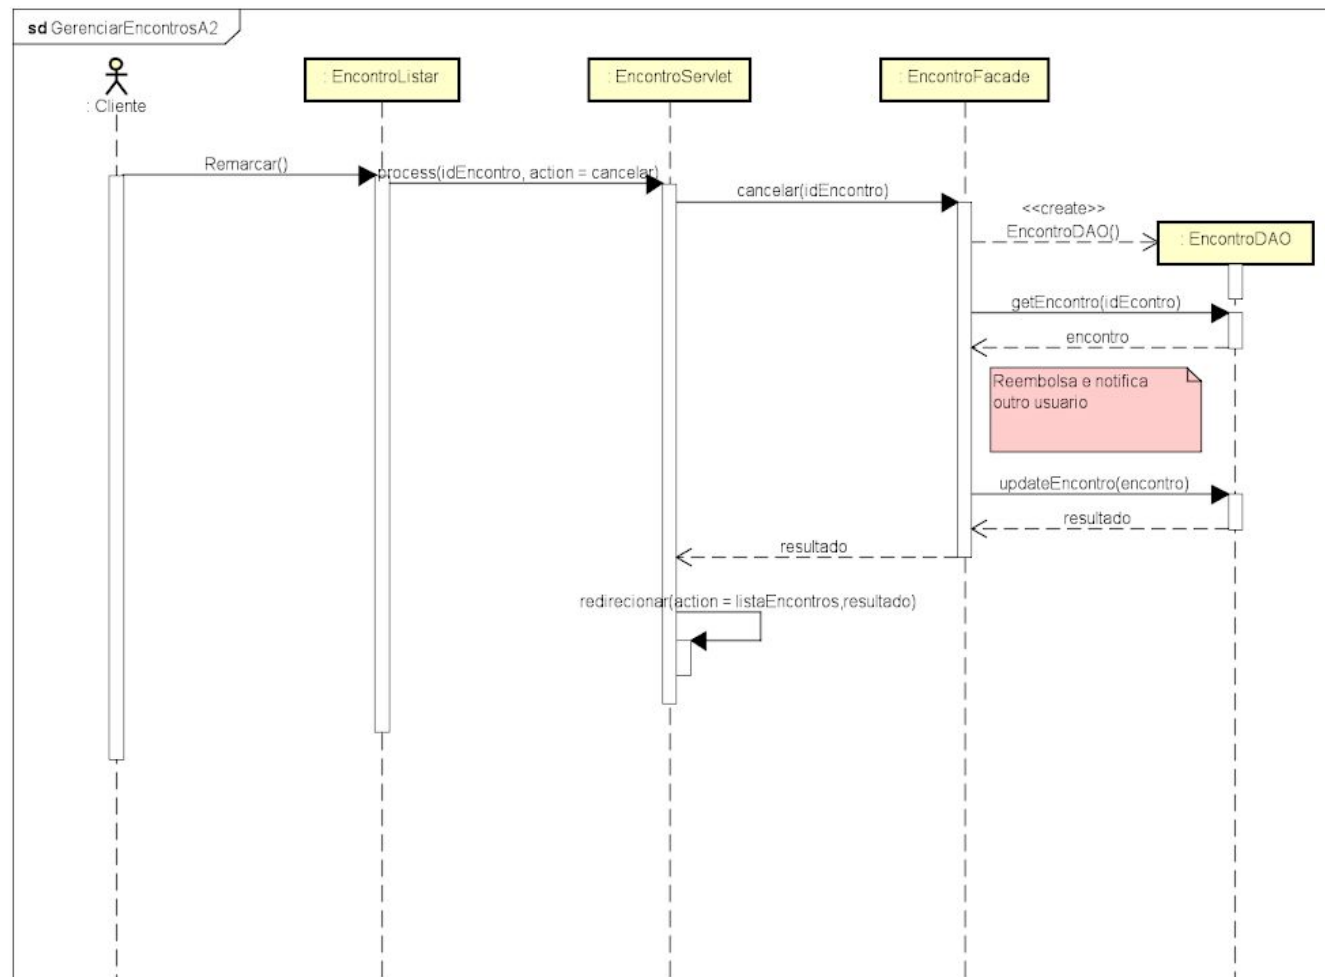 sd GerenciarEncontrosA2
: Cliente
: EncontroListar
: EncontroServlet
: EncontroFacade
Remarcar()
process(idEncontro, action = cancelar)
cancelar(idEncontro)
<<create>>
EncontroDAO()
: EncontroDAO
getEncontro(idEcontro)
encontro
Reembolsa e notifica
outro usuario
updateEncontro(encontro)
resultado
resultado
redirecionar(action = listaEncontros,resultado)